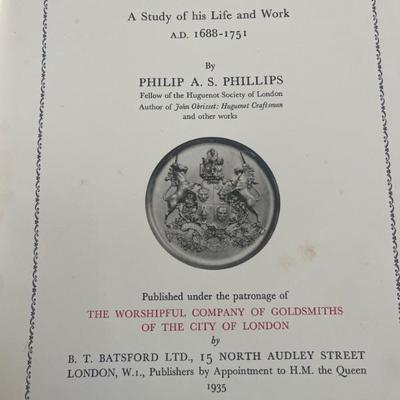 A Study of his Life and Work
A.D. 1688-1751
By
PHILIP A. S. PHILLIPS
Fellow of the Huguenot Society of London
Author of John Obrisset: Huguenot Craftsman
and other works
Published under the patronage of
THE WORSHIPFUL COMPANY OF GOLDSMITHS
OF THE CITY OF LONDON
by
B. T. BATSFORD LTD., 15 NORTH AUDLEY STREET
LONDON, W.1., Publishers by Appointment to H.M. the Queen
1935